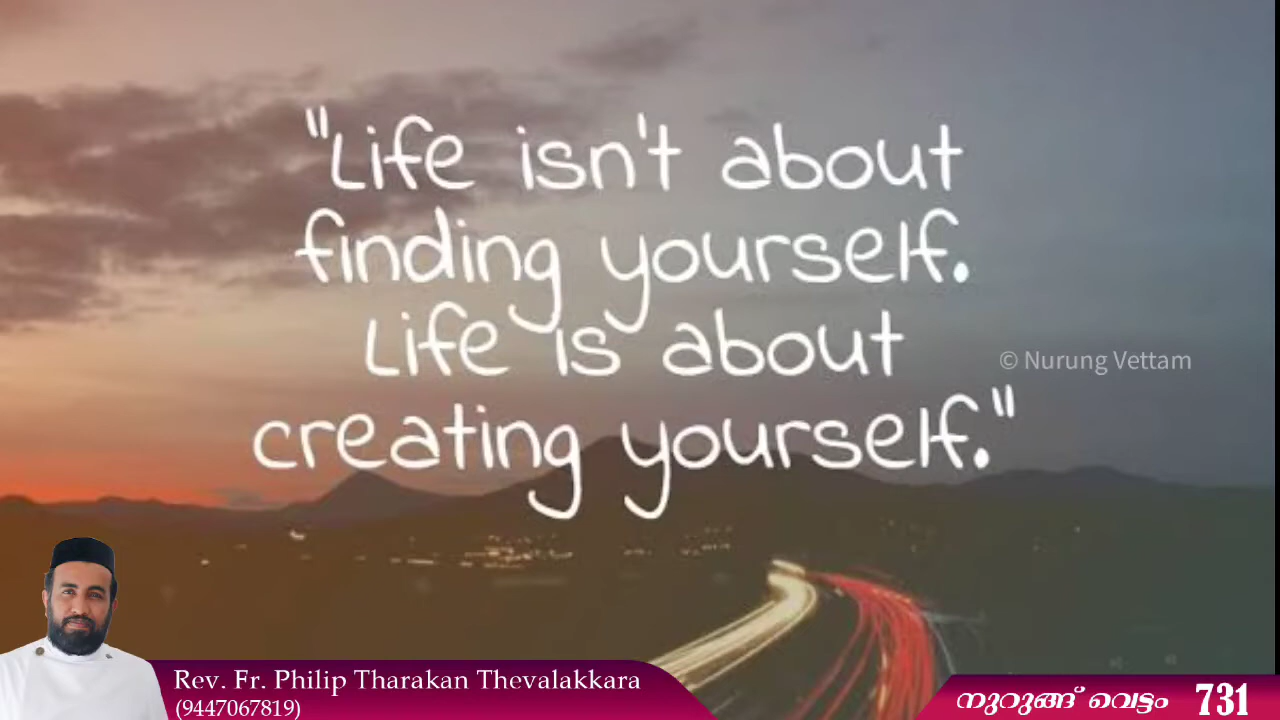 "Life isn't about
finding yourself.
Life is about
creating yourself."
© Nurung Vettam
Rev. Fr. Philip Tharakan Thevalakkara
(9447067819)
നുറുങ്ങ് വെട്ടം 731